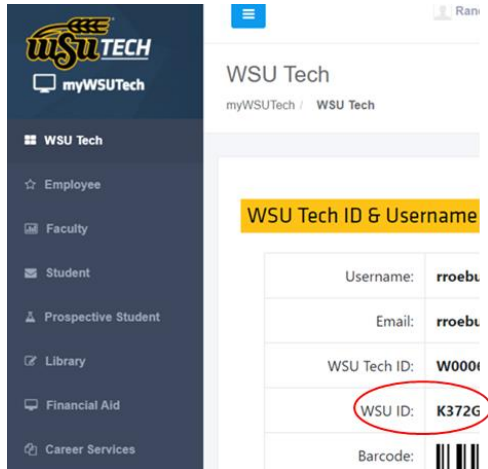 WSU TECH
myWSUTech
WSU Tech
Employee
Faculty
Student
Prospective Student
Library
Financial Aid
Career Services
WSU Tech
myWSUTech / WSU Tech
WSU Tech ID & Username
Username: rroebu
Email: rroebu
WSU Tech ID: W0006
WSU ID: K372G
Barcode: